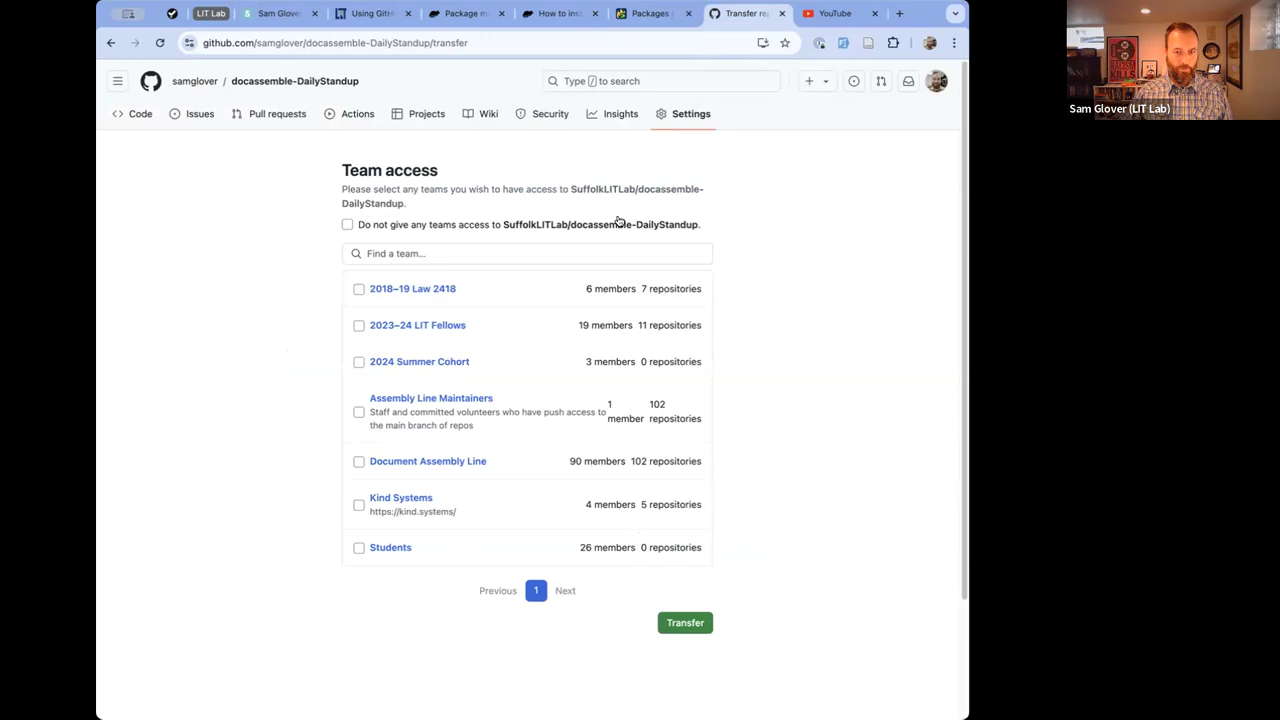 LIT Lab
Sam Glove
Using GitH
Package m
How to inst
Packages a
Transfer re
YouTube
github.com/samglover/docassemble-DailyStandup/transfer
samglover / docassemble-DailyStandup
Type / to search
Code
Issues
Pull requests
Actions
Projects
Wiki
Security
Insights
Settings
Team access
Please select any teams you wish to have access to SuffolkLITLab/docassemble-
DailyStandup.
Do not give any teams access to SuffolkLITLab/docassemble-DailyStandup.
Find a team...
2018–19 Law 2418
6 members 7 repositories
2023–24 LIT Fellows
19 members 11 repositories
2024 Summer Cohort
3 members 0 repositories
Assembly Line Maintainers
Staff and committed volunteers who have push access to
the main branch of repos
1 102
member repositories
Document Assembly Line
90 members 102 repositories
Kind Systems
https://kind.systems/
4 members 5 repositories
Students
26 members 0 repositories
Previous 1 Next
Transfer
KILLS
Sam Glover (LIT Lab)